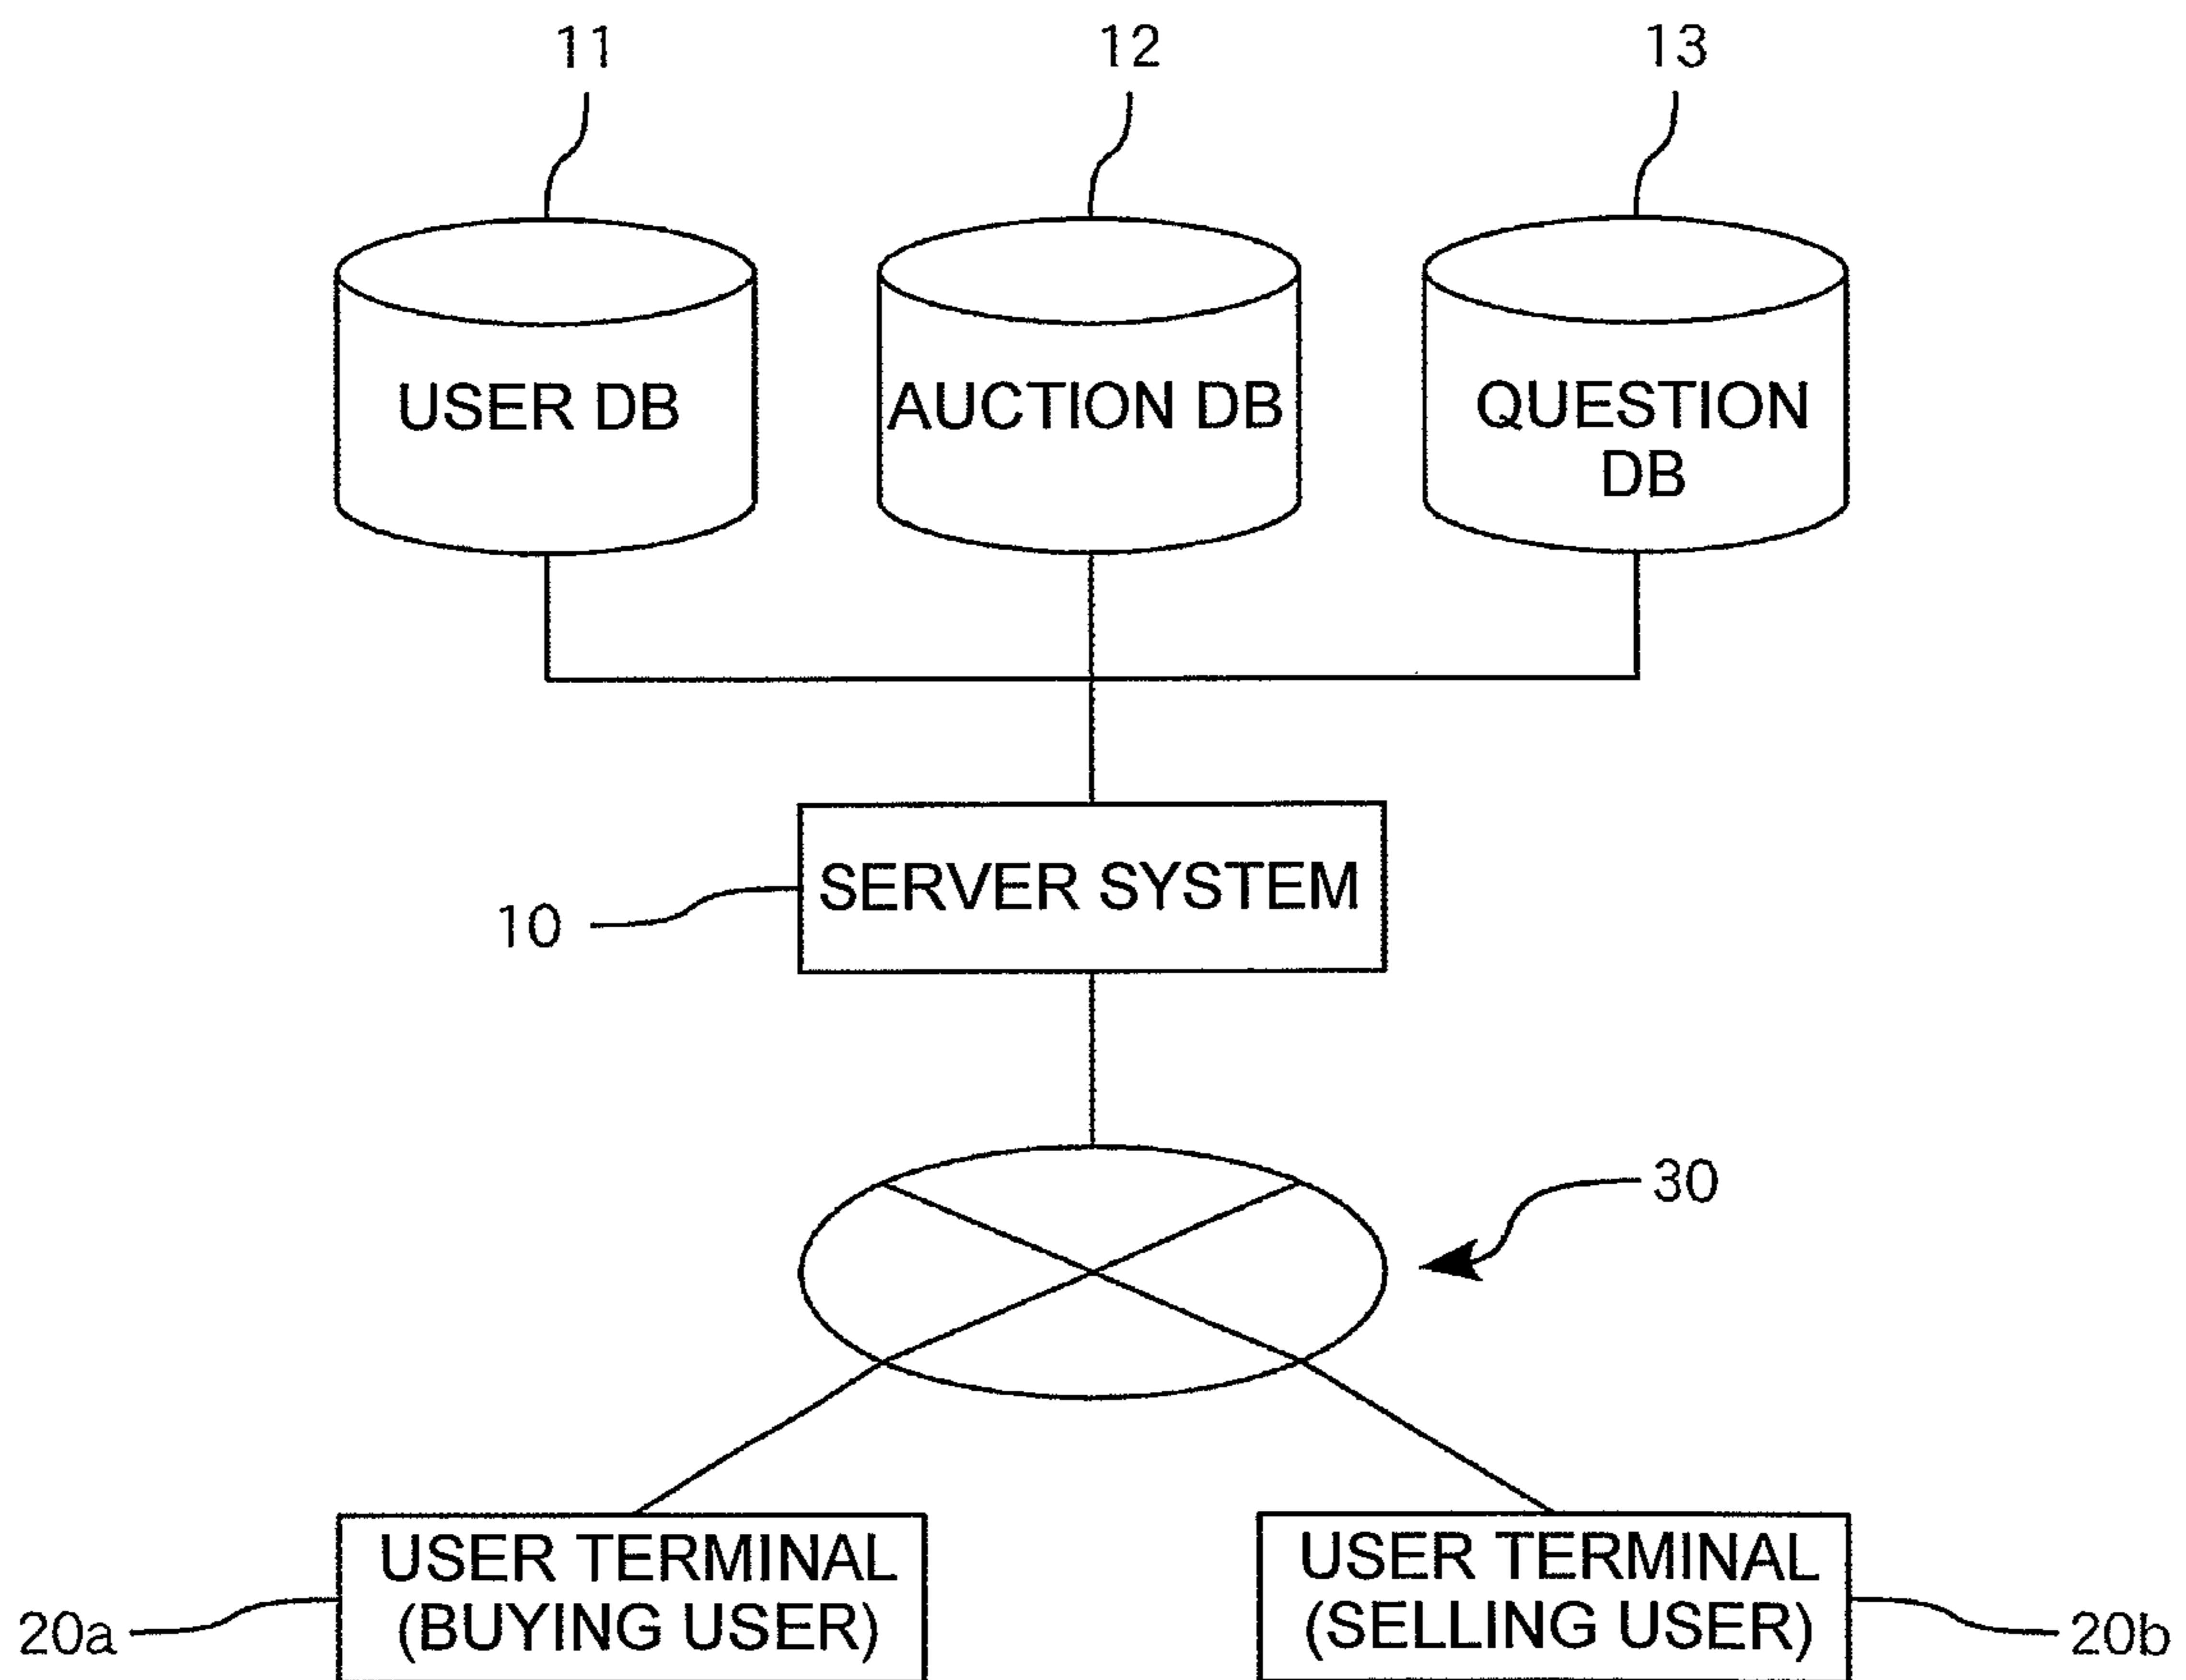 11
12
13
USER DB
AUCTION DB
QUESTION
DB
SERVER SYSTEM
10
30
USER TERMINAL
(BUYING USER)
USER TERMINAL
(SELLING USER)
20a
20b